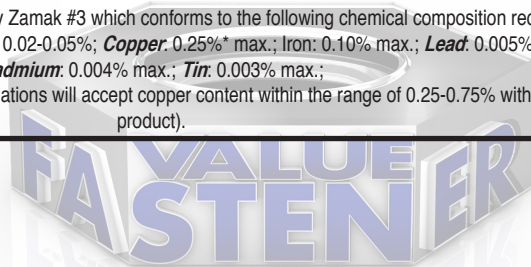 y Zamak #3 which conforms to the following chemical composition req
0.02-0.05%; Copper: 0.25%* max.; Iron: 0.10% max.; Lead: 0.005%
admium: 0.004% max.; Tin: 0.003% max.;
ations will accept copper content within the range of 0.25-0.75% with
product).
VALUE
FASTENER